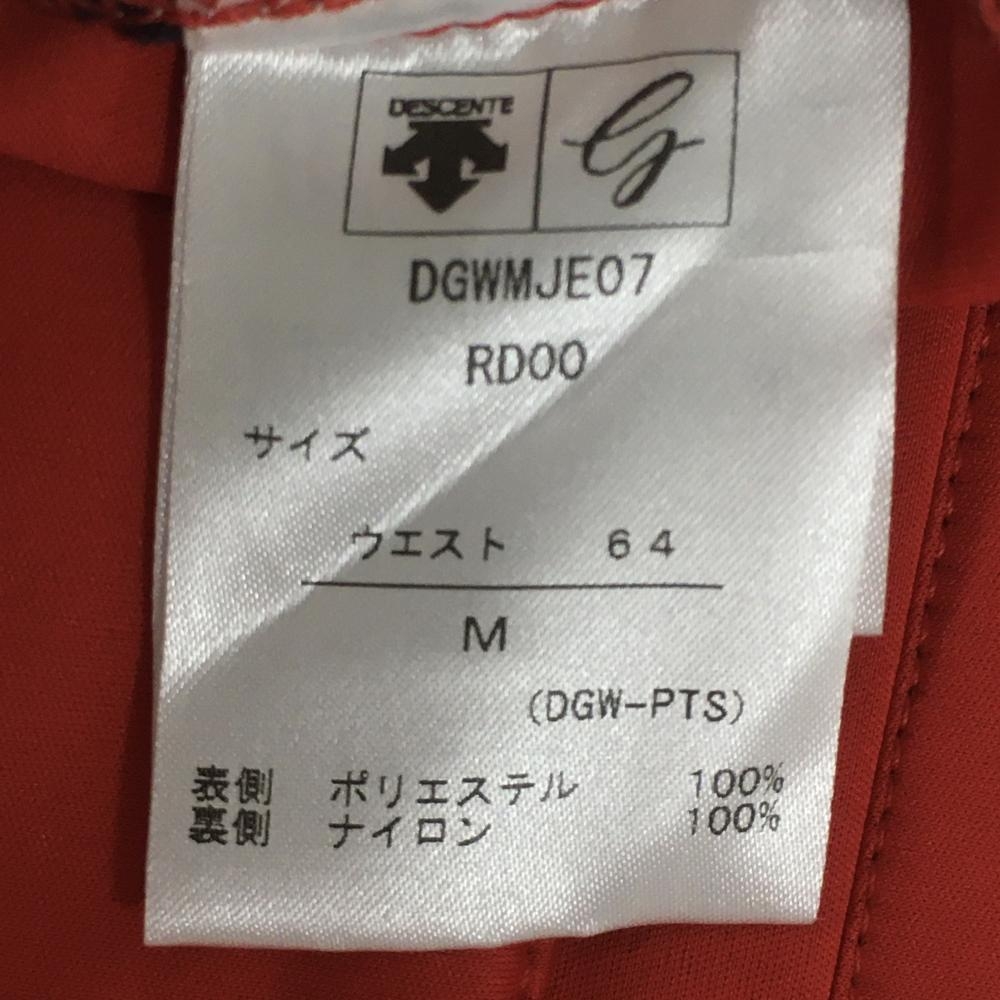 DESCENTE G
DGWMJE07
RD00
サイズ
ウエスト 64
M
(DGW-PTS)
表側 ポリエステル 100%
裏側 ナイロン 100%